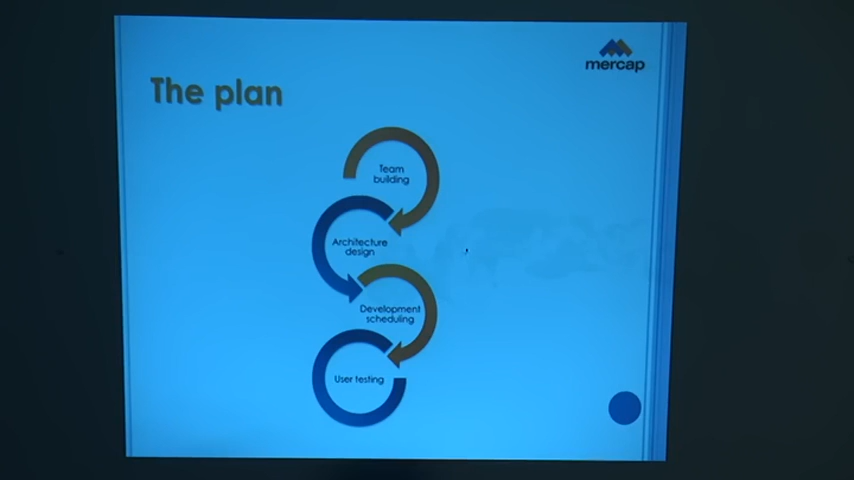 mercap
The plan
Team
building
Architecture
design
Development
scheduling
User testing